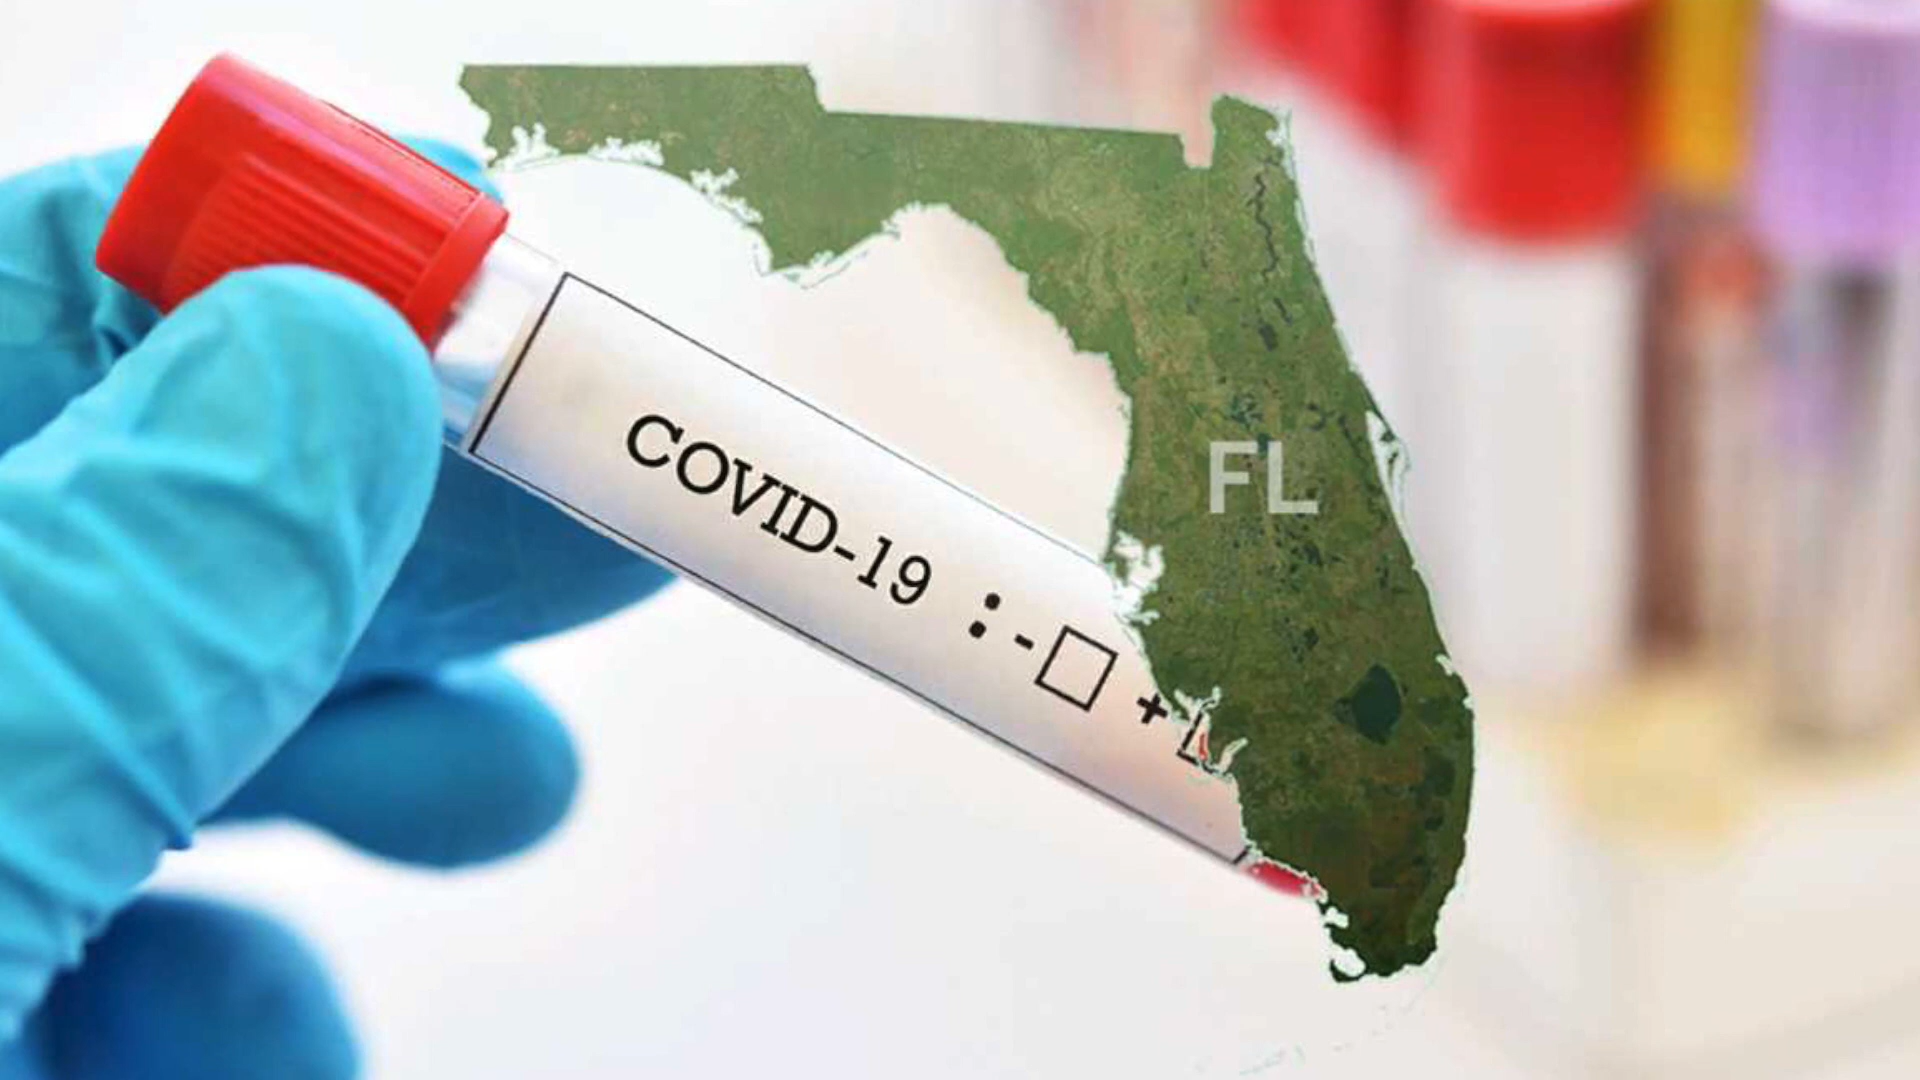 COVID-19 : - □ + □
FL